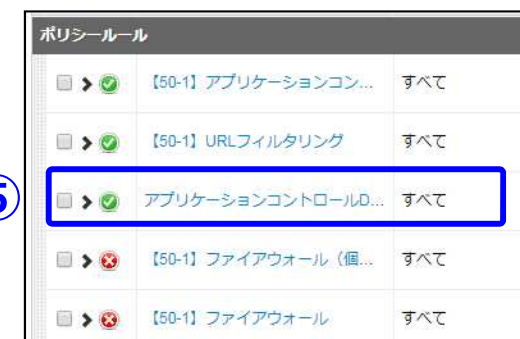 ポリシールール
【50-1】アプリケーションコン... すべて
【50-1】URLフィルタリング すべて
⑤ アプリケーションコントロールD... すべて
【50-1】ファイアウォール（個... すべて
【50-1】ファイアウォール すべて